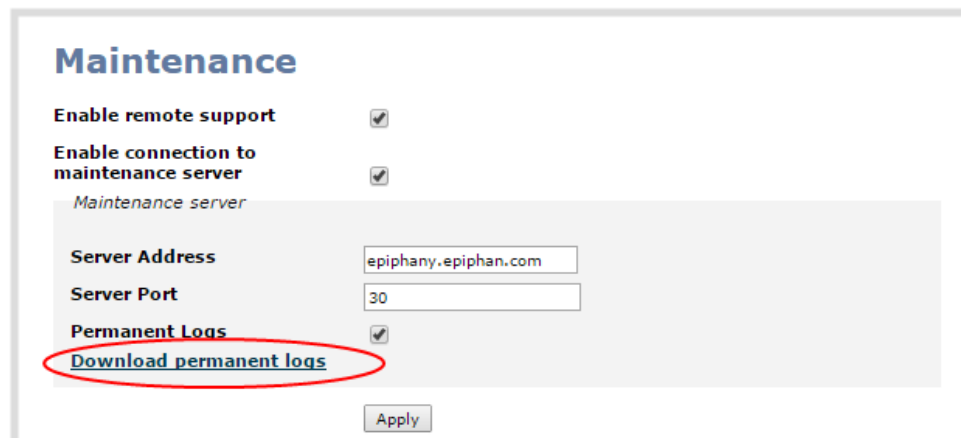 Maintenance
Enable remote support
Enable connection to
maintenance server
Maintenance server
Server Address epiphany.epiphan.com
Server Port 30
Permanent Logs
Download permanent logs
Apply